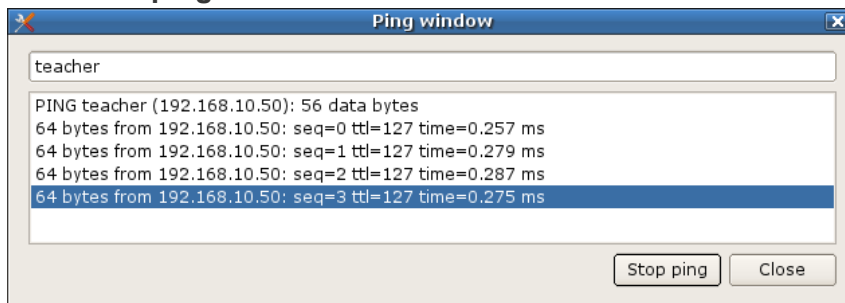 Ping window
teacher
PING teacher (192.168.10.50): 56 data bytes
64 bytes from 192.168.10.50: seq=0 ttl=127 time=0.257 ms
64 bytes from 192.168.10.50: seq=1 ttl=127 time=0.279 ms
64 bytes from 192.168.10.50: seq=2 ttl=127 time=0.287 ms
64 bytes from 192.168.10.50: seq=3 ttl=127 time=0.275 ms
Stop ping Close